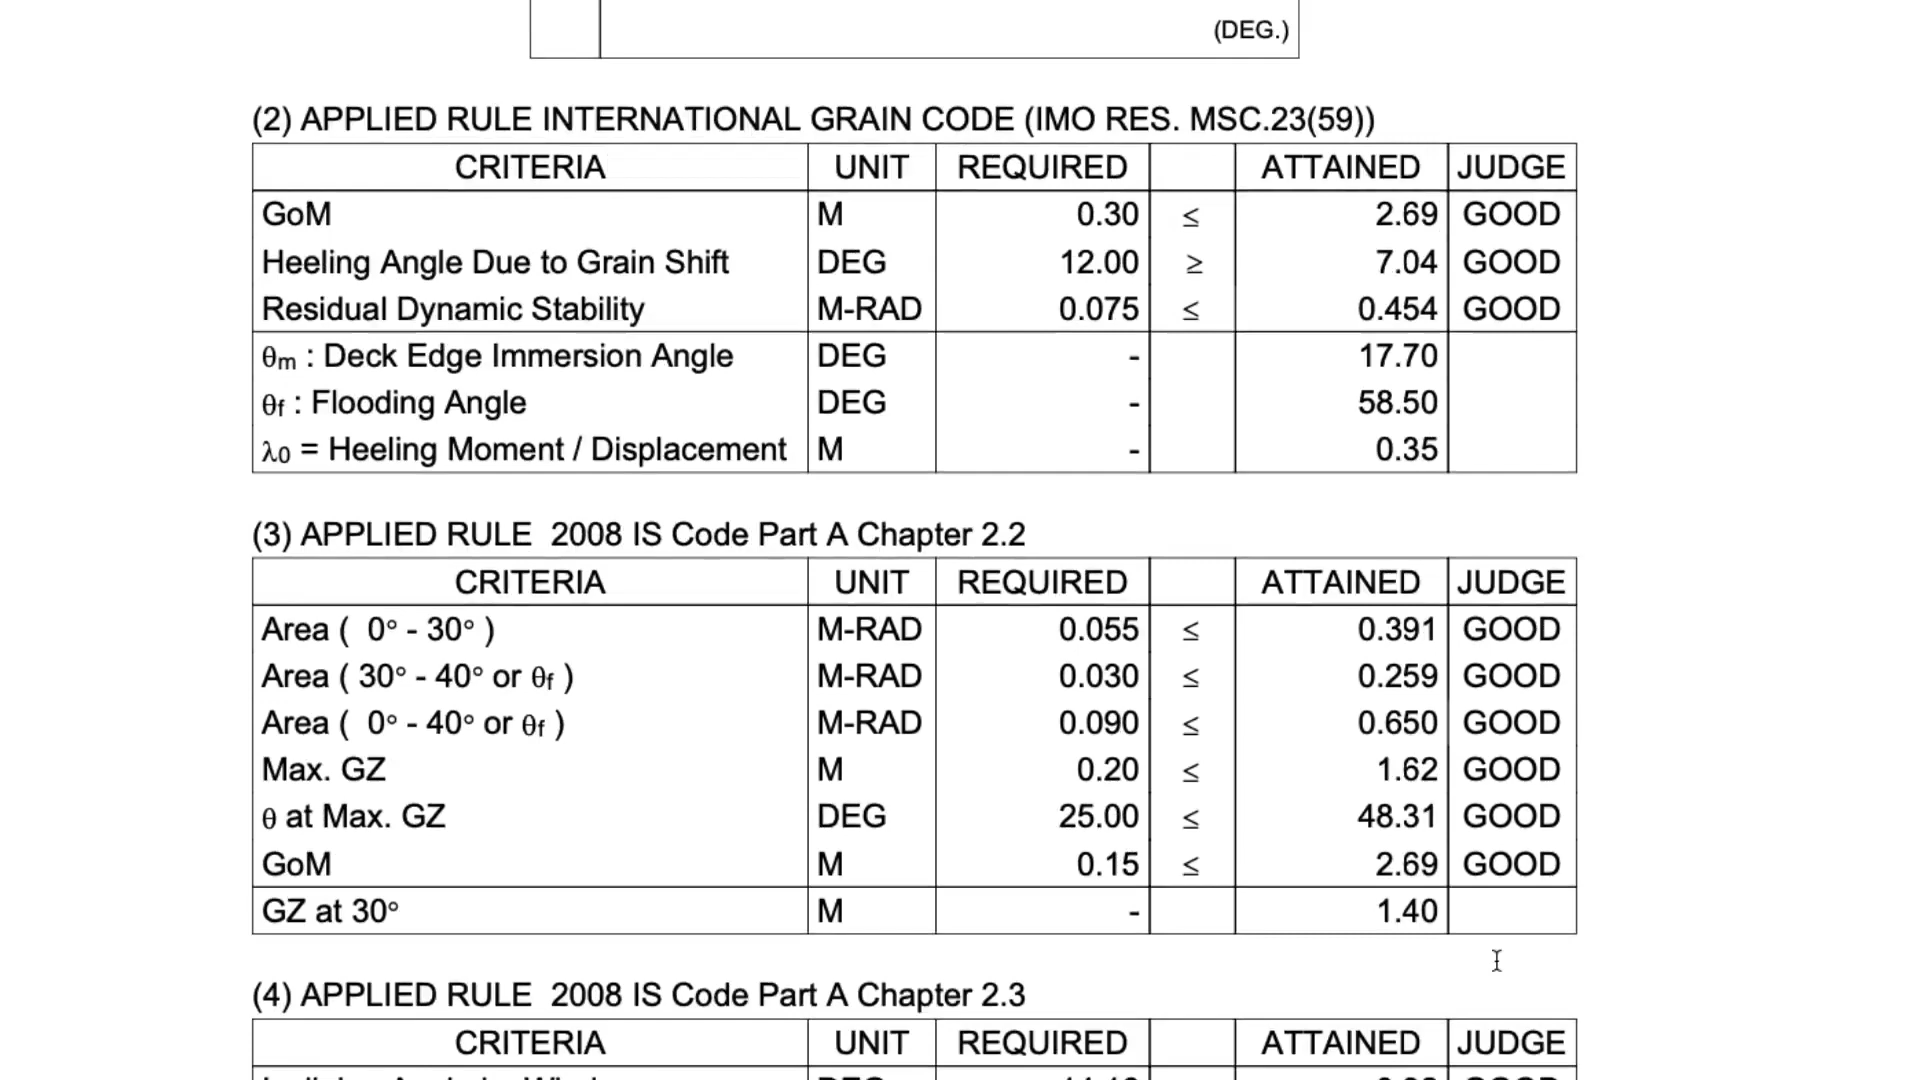 (DEG.)
(2) APPLIED RULE INTERNATIONAL GRAIN CODE (IMO RES. MSC.23(59))
CRITERIA UNIT REQUIRED ATTAINED JUDGE
GoM M 0.30 ≤ 2.69 GOOD
Heeling Angle Due to Grain Shift DEG 12.00 ≥ 7.04 GOOD
Residual Dynamic Stability M-RAD 0.075 ≤ 0.454 GOOD
θm : Deck Edge Immersion Angle DEG - 17.70
θf : Flooding Angle DEG - 58.50
λ0 = Heeling Moment / Displacement M - 0.35
(3) APPLIED RULE 2008 IS Code Part A Chapter 2.2
CRITERIA UNIT REQUIRED ATTAINED JUDGE
Area ( 0° - 30° ) M-RAD 0.055 ≤ 0.391 GOOD
Area ( 30° - 40° or θf ) M-RAD 0.030 ≤ 0.259 GOOD
Area ( 0° - 40° or θf ) M-RAD 0.090 ≤ 0.650 GOOD
Max. GZ M 0.20 ≤ 1.62 GOOD
θ at Max. GZ DEG 25.00 ≤ 48.31 GOOD
GoM M 0.15 ≤ 2.69 GOOD
GZ at 30° M - 1.40
(4) APPLIED RULE 2008 IS Code Part A Chapter 2.3
CRITERIA UNIT REQUIRED ATTAINED JUDGE